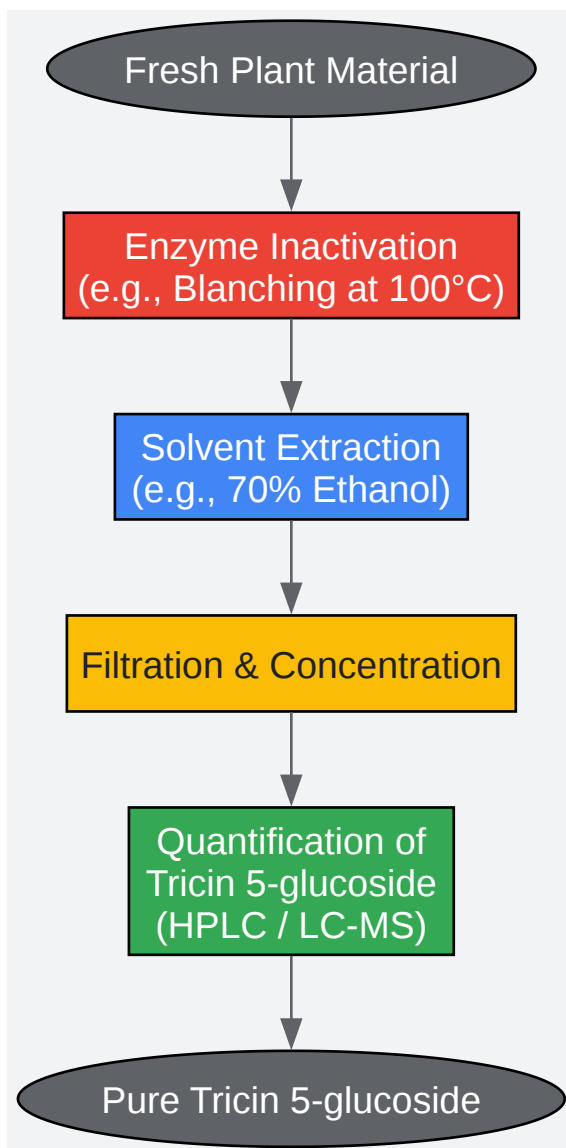 Fresh Plant Material
Enzyme Inactivation
(e.g., Blanching at 100°C)
Solvent Extraction
(e.g., 70% Ethanol)
Filtration & Concentration
Quantification of
Tricin 5-glucoside
(HPLC / LC-MS)
Pure Tricin 5-glucoside